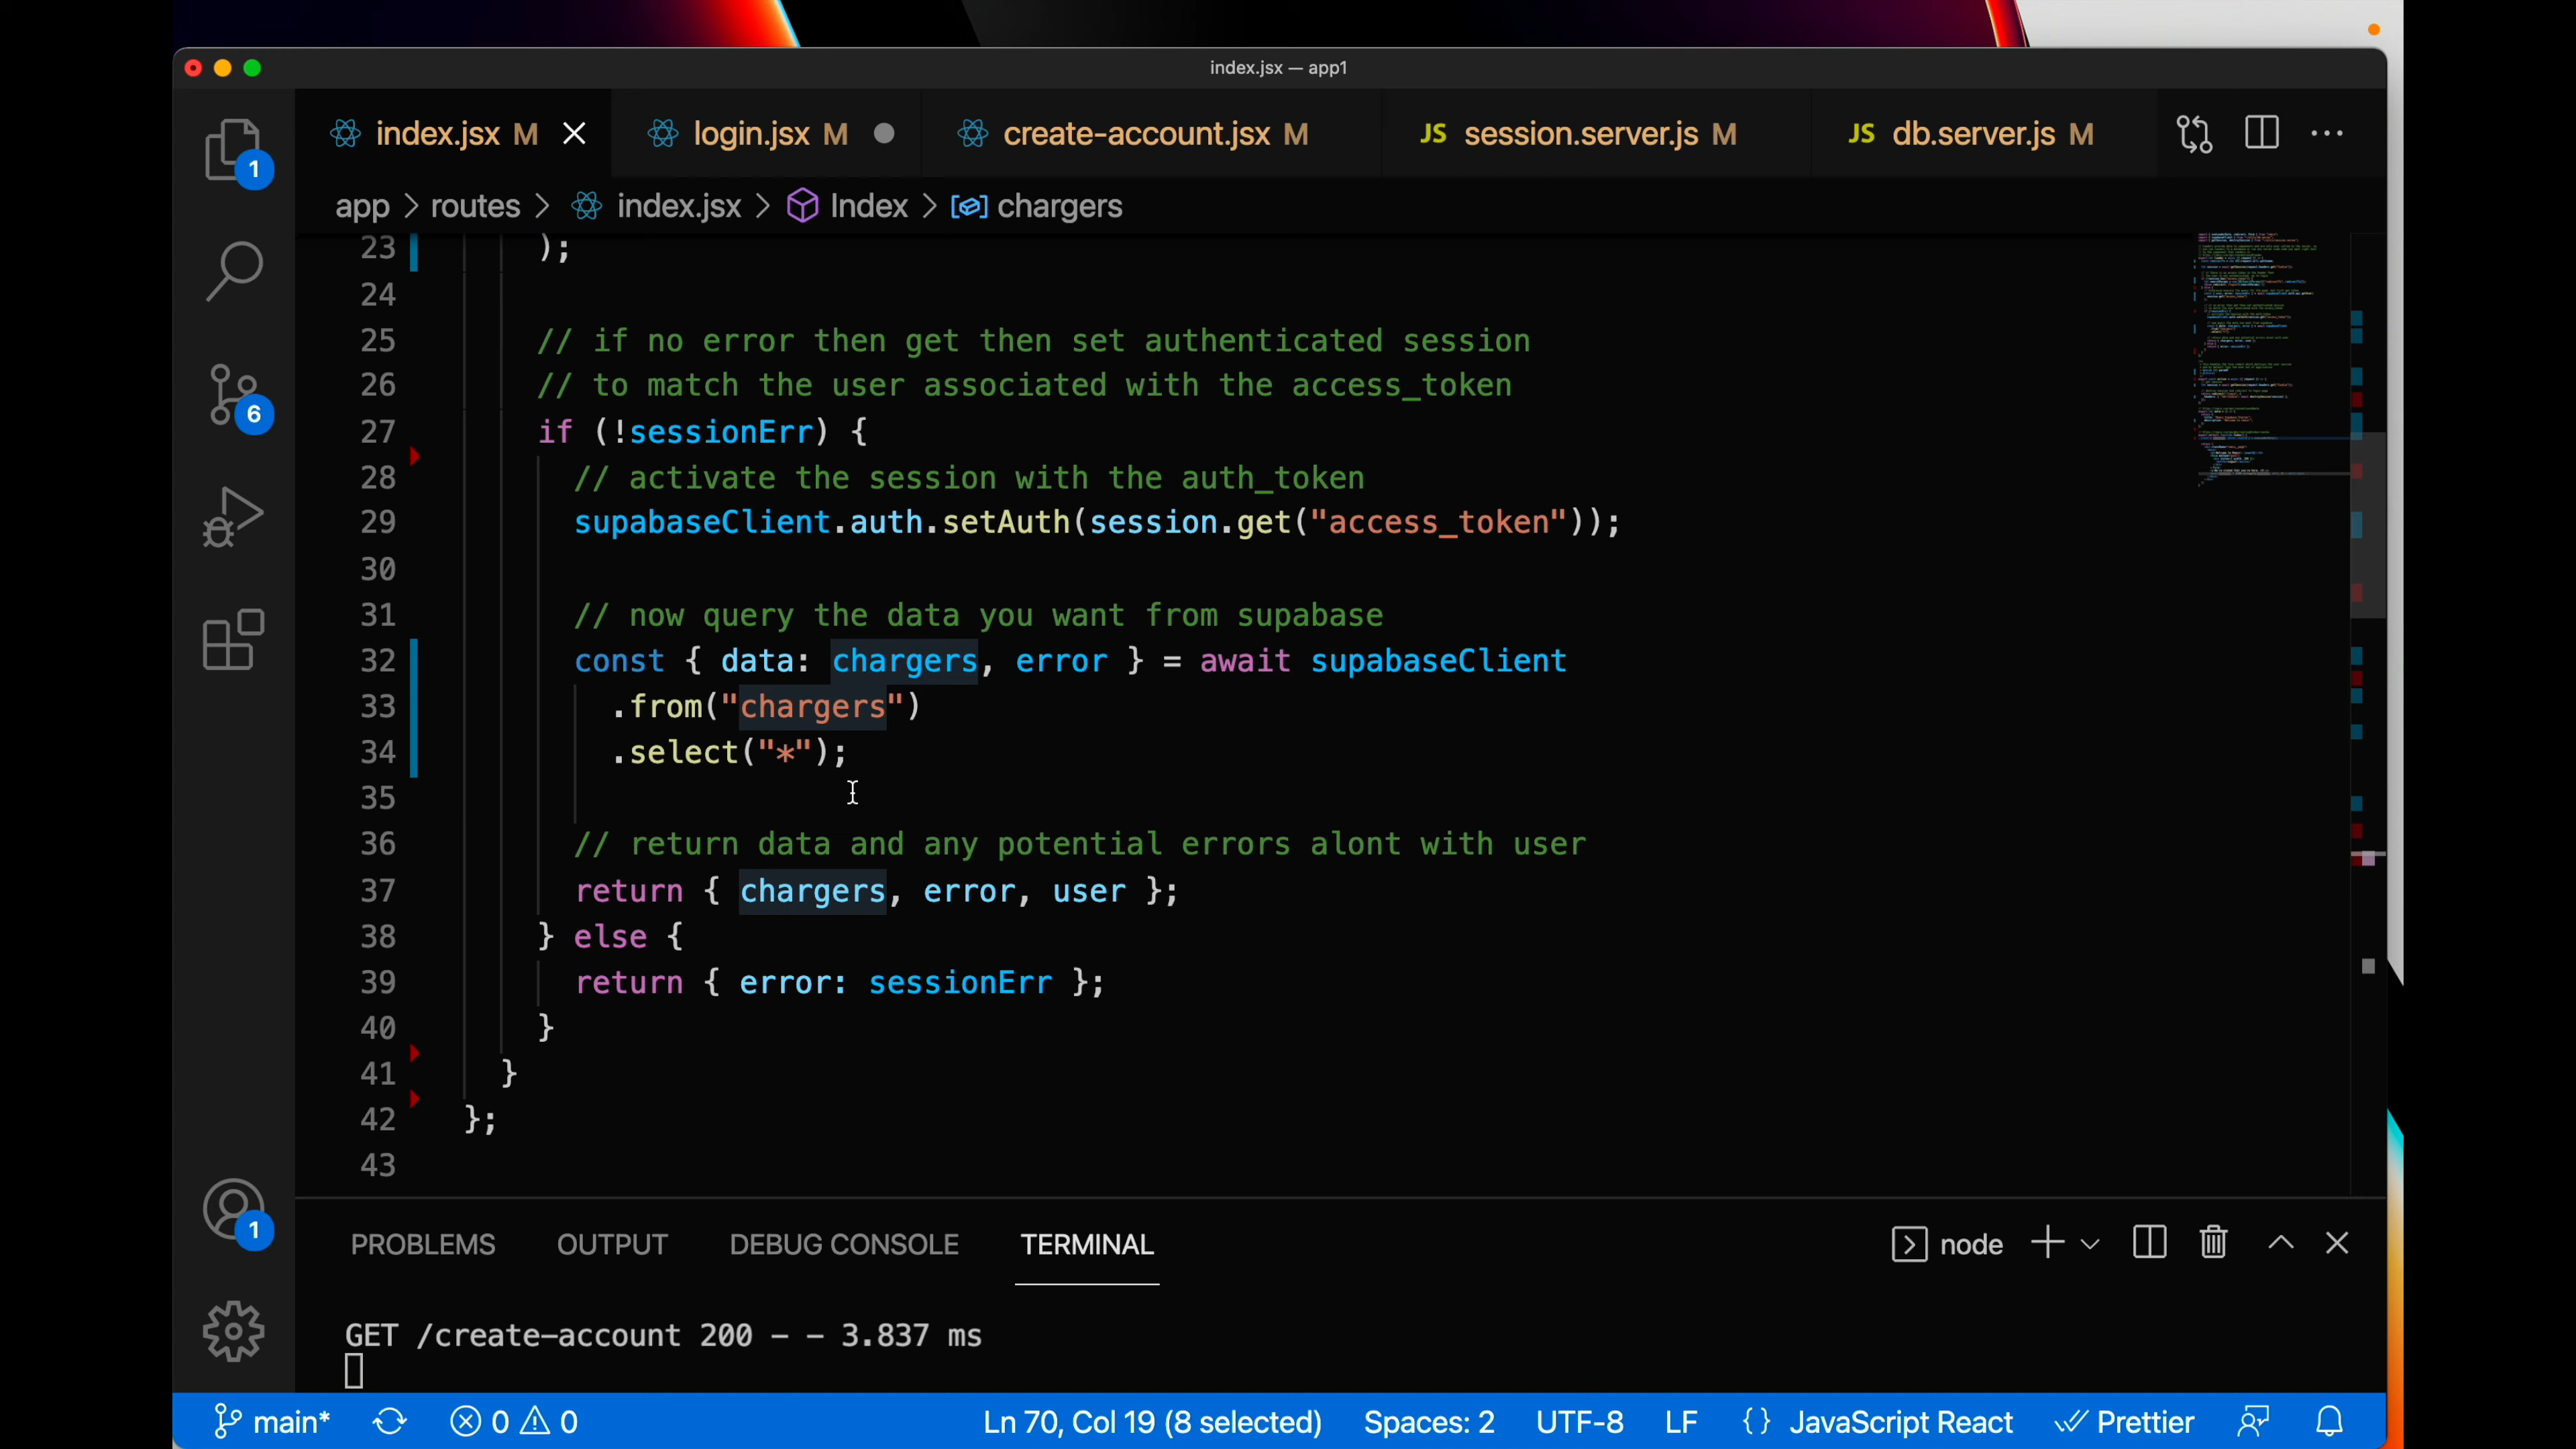 index.jsx — app1
index.jsx M
login.jsx M
create-account.jsx M
JS session.server.js M
JS db.server.js M
app > routes > index.jsx > Index > chargers
1
6
1
23 );
24
25 // if no error then get then set authenticated session
26 // to match the user associated with the access_token
27 if (!sessionErr) {
28 // activate the session with the auth_token
29 supabaseClient.auth.setAuth(session.get("access_token"));
30
31 // now query the data you want from supabase
32 const { data: chargers, error } = await supabaseClient
33 .from("chargers")
34 .select("*");
35
36 // return data and any potential errors alont with user
37 return { chargers, error, user };
38 } else {
39 return { error: sessionErr };
40 }
41 }
42 };
43
PROBLEMS OUTPUT DEBUG CONSOLE TERMINAL node
GET /create-account 200 - - 3.837 ms
main* 0 0 Ln 70, Col 19 (8 selected) Spaces: 2 UTF-8 LF {} JavaScript React Prettier